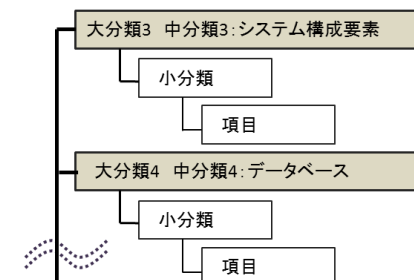 大分類3 中分類3:システム構成要素
小分類
項目
大分類4 中分類4:データベース
小分類
項目